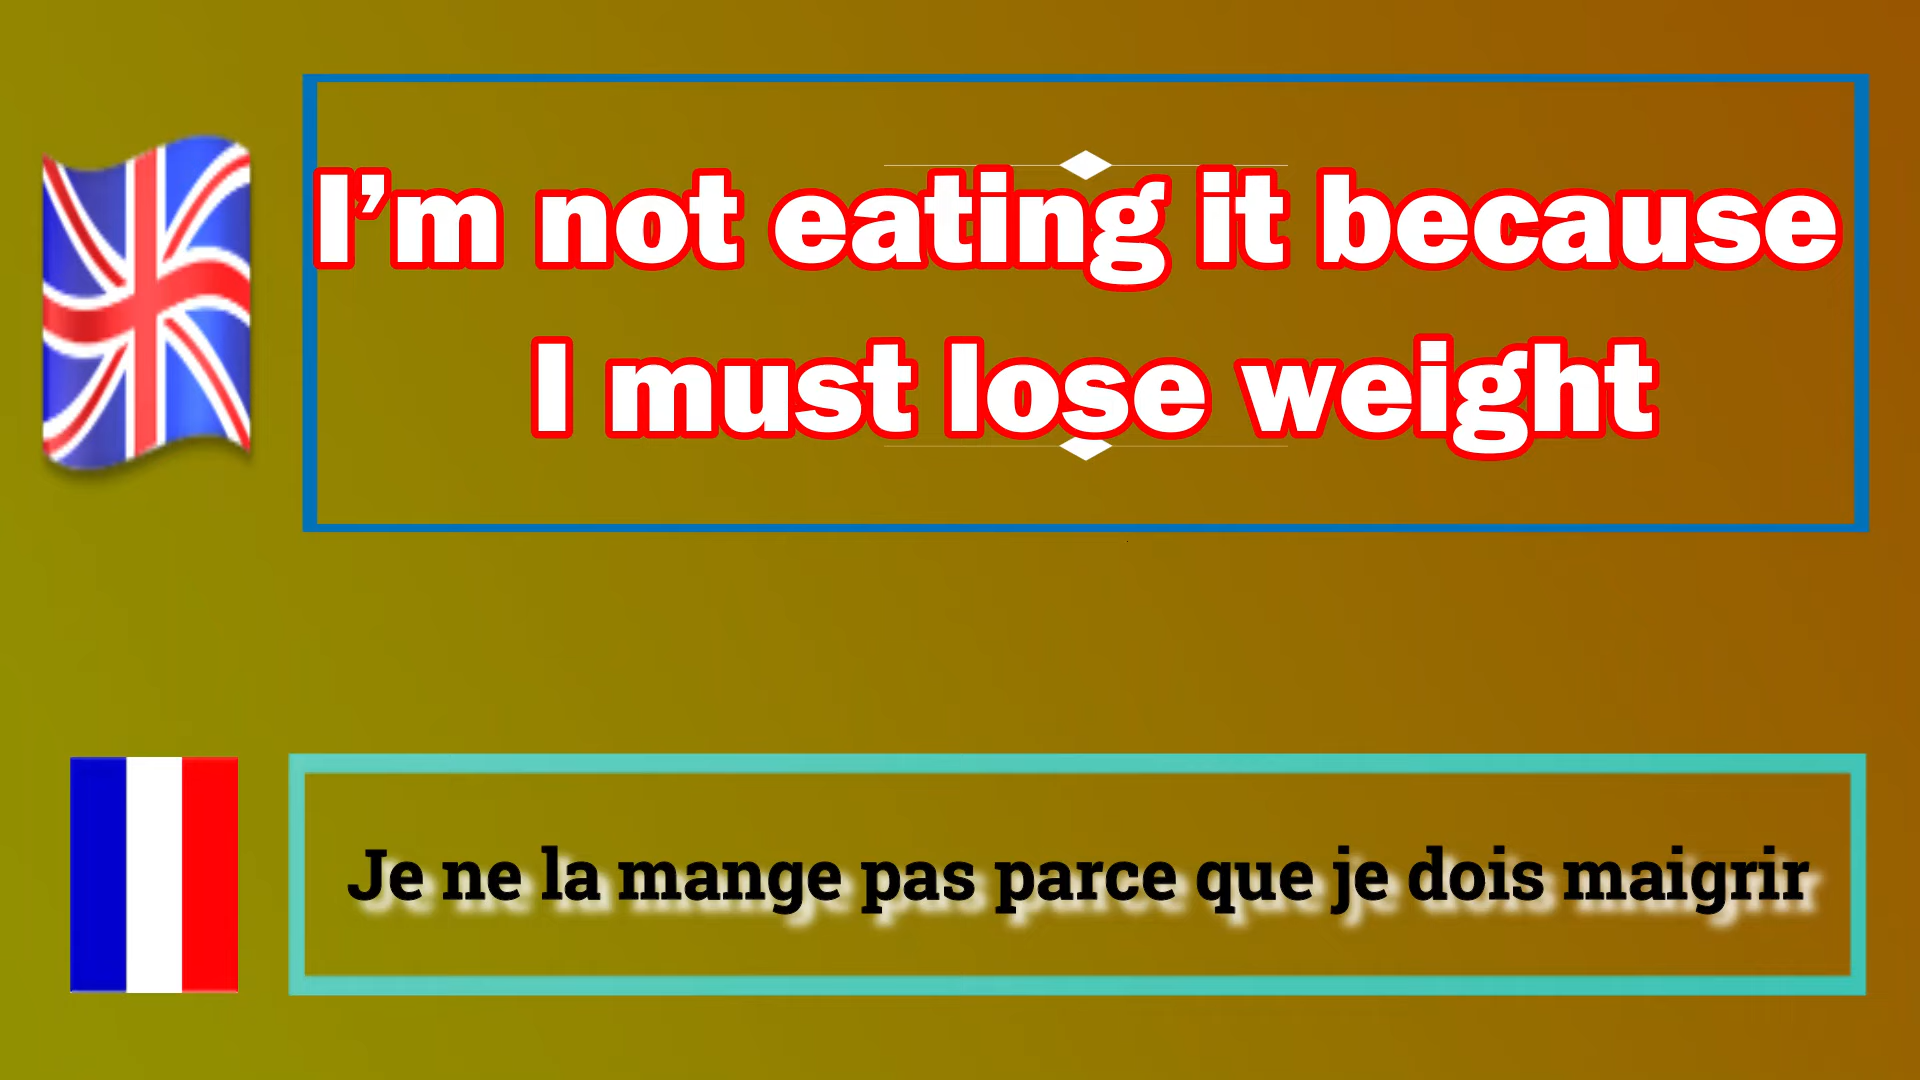 I’m not eating it because
I must lose weight
Je ne la mange pas parce que je dois maigrir